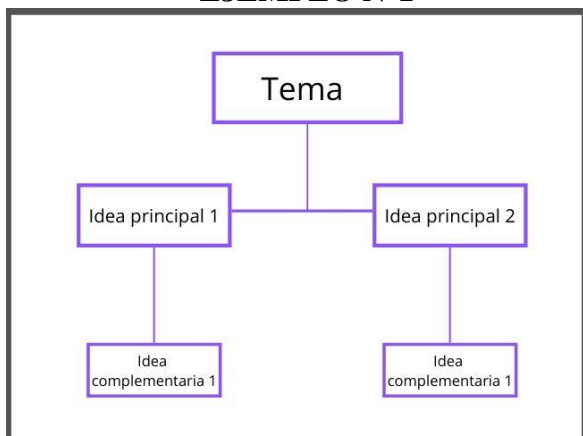 Tema
Idea principal 1
Idea principal 2
Idea
complementaria 1
Idea
complementaria 1